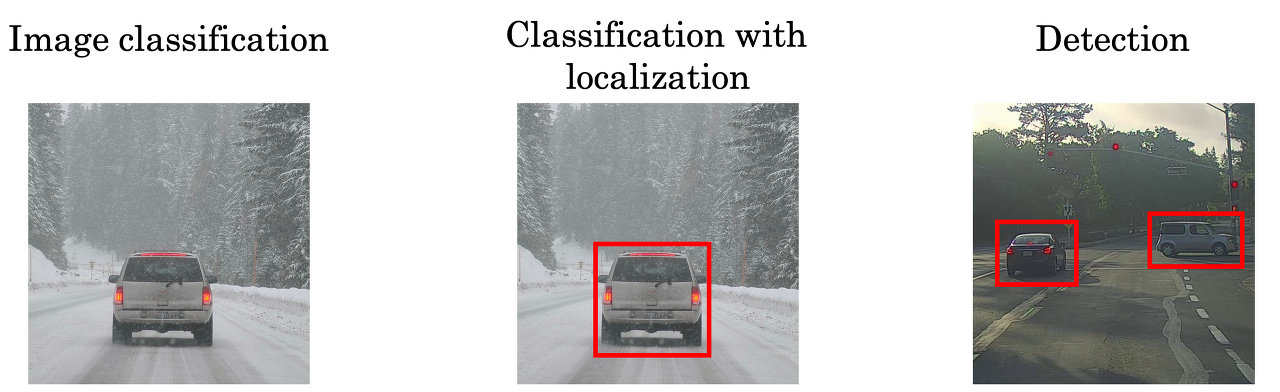 Image classification
Classification with
localization
Detection